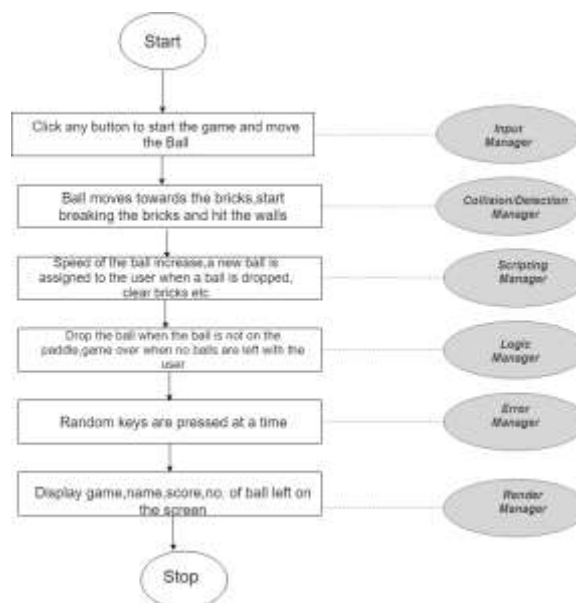 Start
Click any button to start the game and move
the Ball
Input
Manager
Ball moves towards the bricks,start
breaking the bricks and hit the walls
Collision/Detection
Manager
Speed of the ball increase,a new ball is
assigned to the user when a ball is dropped,
clear bricks etc.
Scripting
Manager
Drop the ball when the ball is not on the
paddle,game over when no balls are left with the
user
Logic
Manager
Random keys are pressed at a time
Error
Manager
Display game,name,score,no. of ball left on
the screen
Render
Manager
Stop